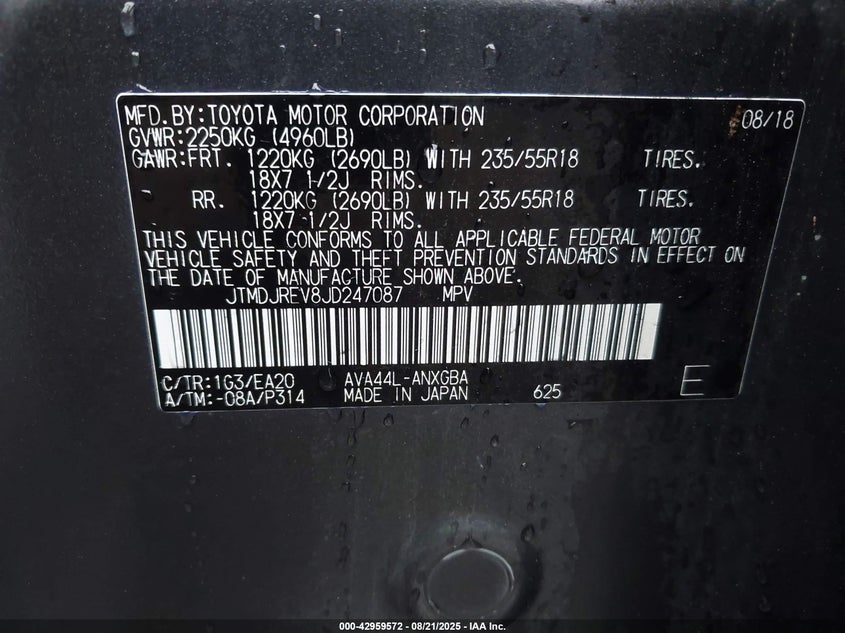 MFD.BY:TOYOTA MOTOR CORPORATION 08/18
GVWR:2250KG (4960LB)
GAWR:FRT. 1220KG (2690LB) WITH 235/55R18 TIRES.
18X7 1/2J RIMS.
RR. 1220KG (2690LB) WITH 235/55R18 TIRES.
18X7 1/2J RIMS.
THIS VEHICLE CONFORMS TO ALL APPLICABLE FEDERAL MOTOR
VEHICLE SAFETY AND THEFT PREVENTION STANDARDS IN EFFECT ON
THE DATE OF MANUFACTURE SHOWN ABOVE.
JTMDJREV8JD247087 MPV
C/TR:1G3/EA20 AVA44L-ANXGBA
A/TM:-08A/P314 MADE IN JAPAN 625 E
000-42959572 - 08/21/2025 - IAA Inc.